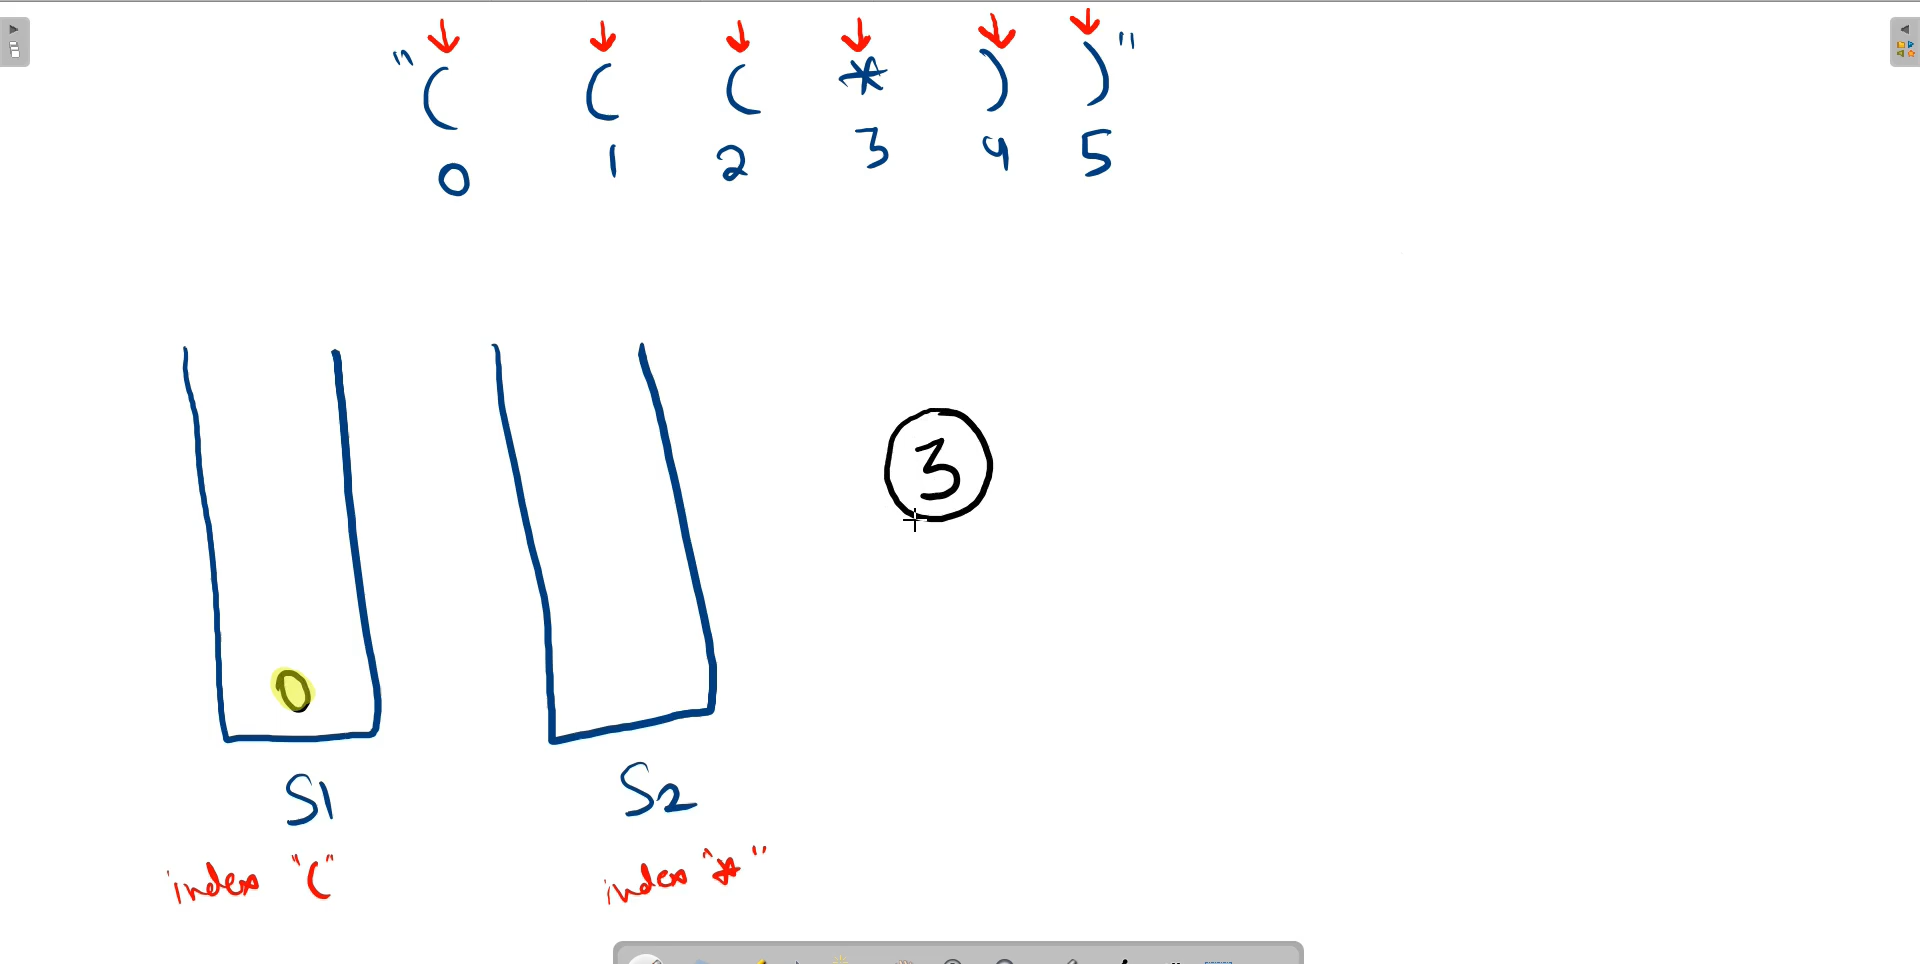 "( ( ( * ) )"
0 1 2 3 4 5
3
0
S1 S2
index "(" index "*"